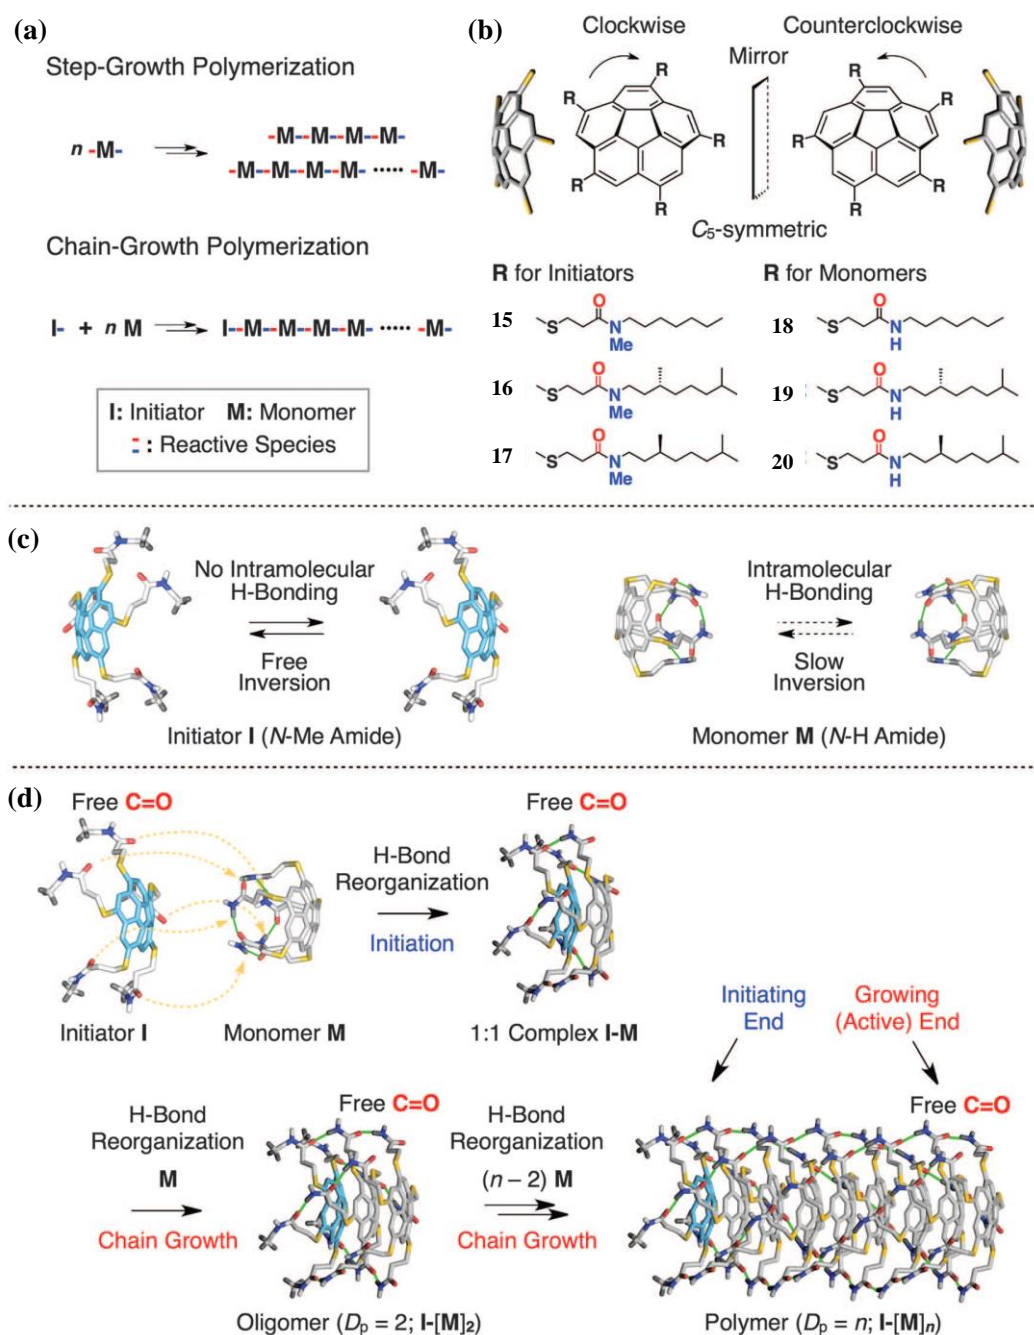 (a)
Step-Growth Polymerization
n -M-
-M--M--M--M-
-M--M--M--M- ····· -M-
Chain-Growth Polymerization
I- + n M
I--M--M--M--M- ····· -M-
I: Initiator M: Monomer
: Reactive Species
(b)
Clockwise
Counterclockwise
Mirror
R
R
R
R
R
R
R
R
R
R
C5-symmetric
R for Initiators
R for Monomers
15
S
O
N
Me
18
S
O
N
H
16
S
O
N
Me
19
S
O
N
H
17
S
O
N
Me
20
S
O
N
H
(c)
No Intramolecular
H-Bonding
Free
Inversion
Initiator I (N-Me Amide)
Intramolecular
H-Bonding
Slow
Inversion
Monomer M (N-H Amide)
(d)
Free C=O
Initiator I
Monomer M
H-Bond
Reorganization
Initiation
Free C=O
1:1 Complex I-M
Initiating
End
Growing
(Active) End
H-Bond
Reorganization
M
Chain Growth
Free C=O
Oligomer (Dp = 2; I-[M]2)
H-Bond
Reorganization
(n – 2) M
Chain Growth
Free C=O
Polymer (Dp = n; I-[M]n)